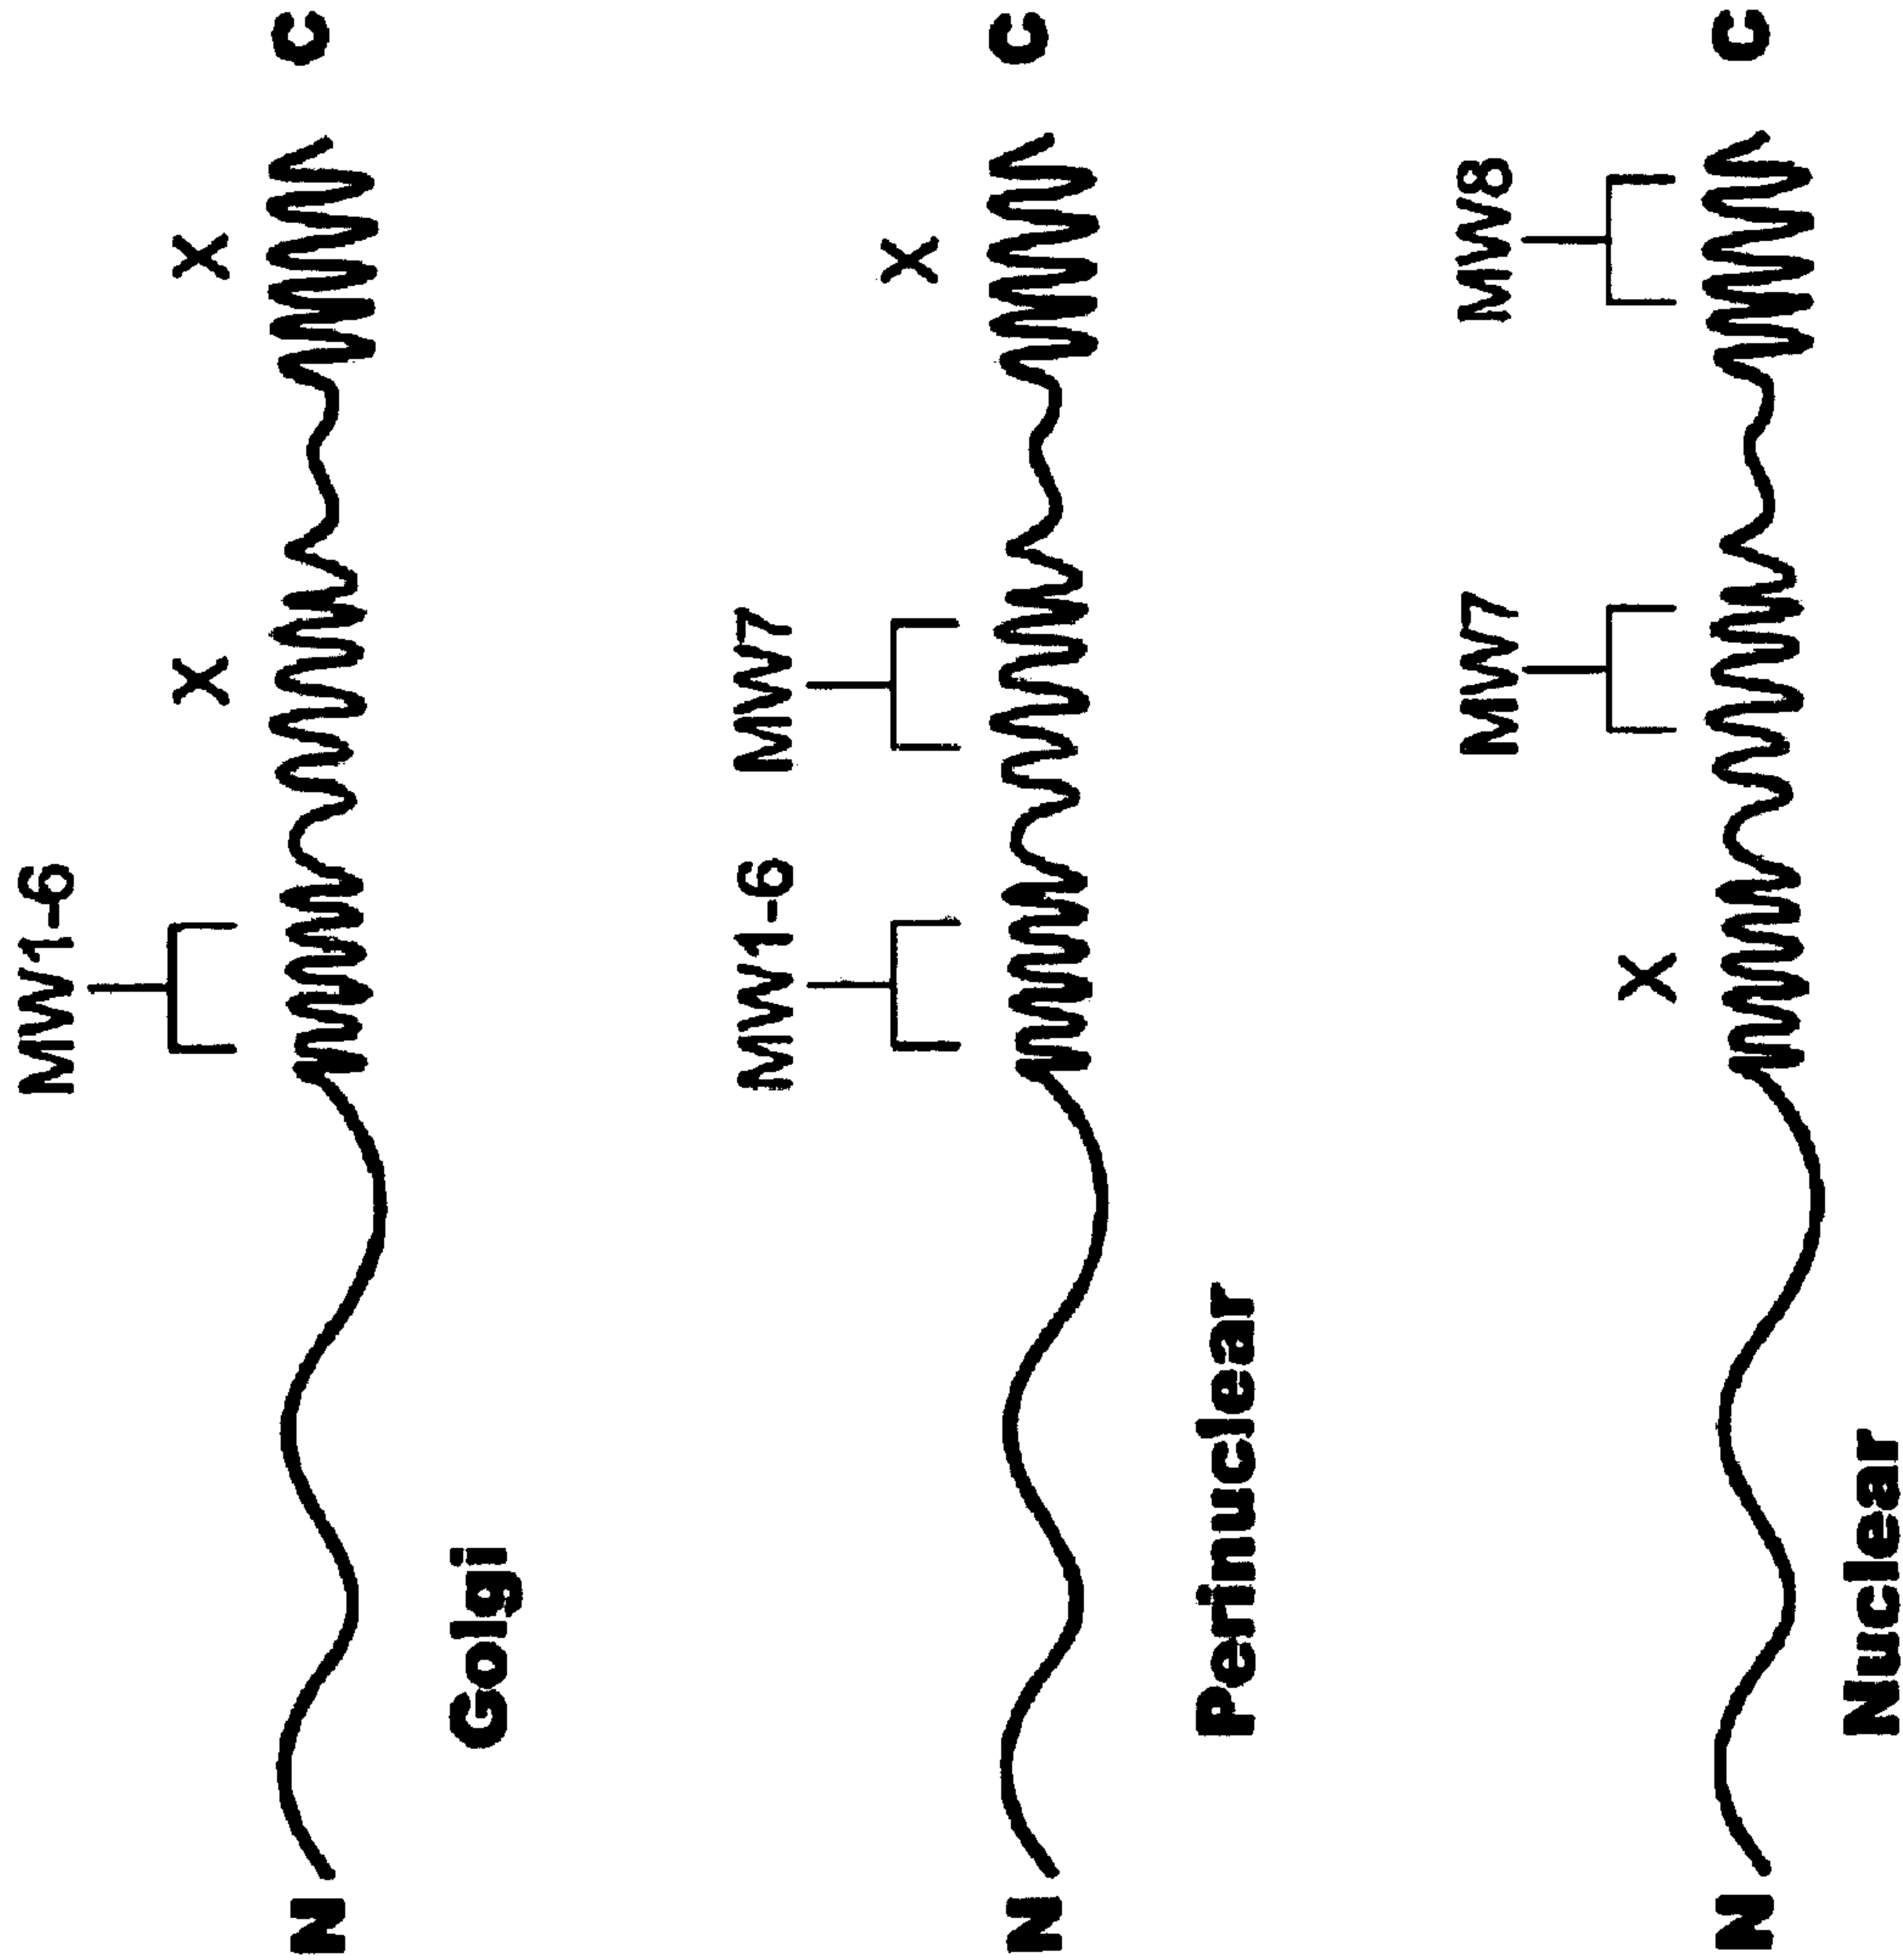 MW1-6
X X
N C
Golgi
MW1-6 MW7
X
N C
Perinuclear
MW7 MW8
X
N C
Nuclear